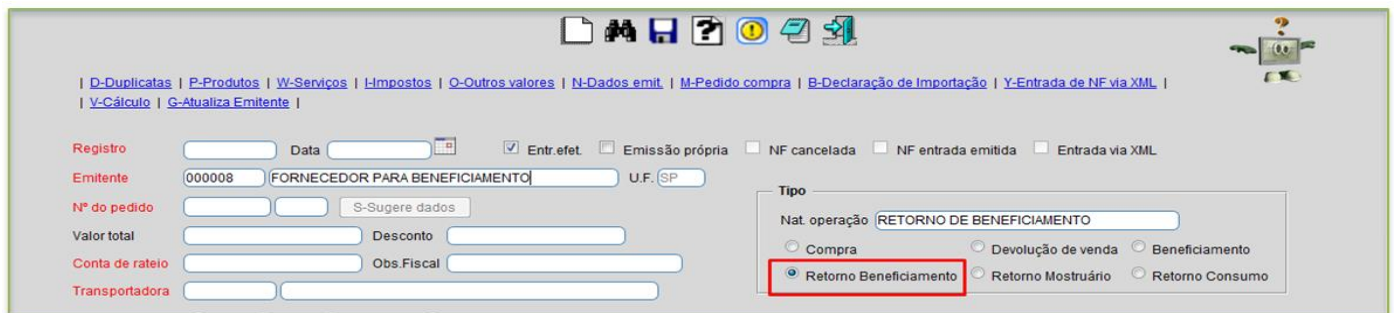 | D-Duplicatas | P-Produtos | W-Serviços | I-Impostos | O-Outros valores | N-Dados emit. | M-Pedido compra | B-Declaração de Importação | Y-Entrada de NF via XML |
| V-Cálculo | G-Atualiza Emitente |
Registro Data Entr.efet. Emissão própria NF cancelada NF entrada emitida Entrada via XML
Emitente 000008 FORNECEDOR PARA BENEFICIAMENTO U.F. SP
Tipo
Nº do pedido S-Sugere dados
Nat. operação RETORNO DE BENEFICIAMENTO
Valor total Desconto
Compra Devolução de venda Beneficiamento
Conta de rateio Obs.Fiscal
Retorno Beneficiamento Retorno Mostruário Retorno Consumo
Transportadora